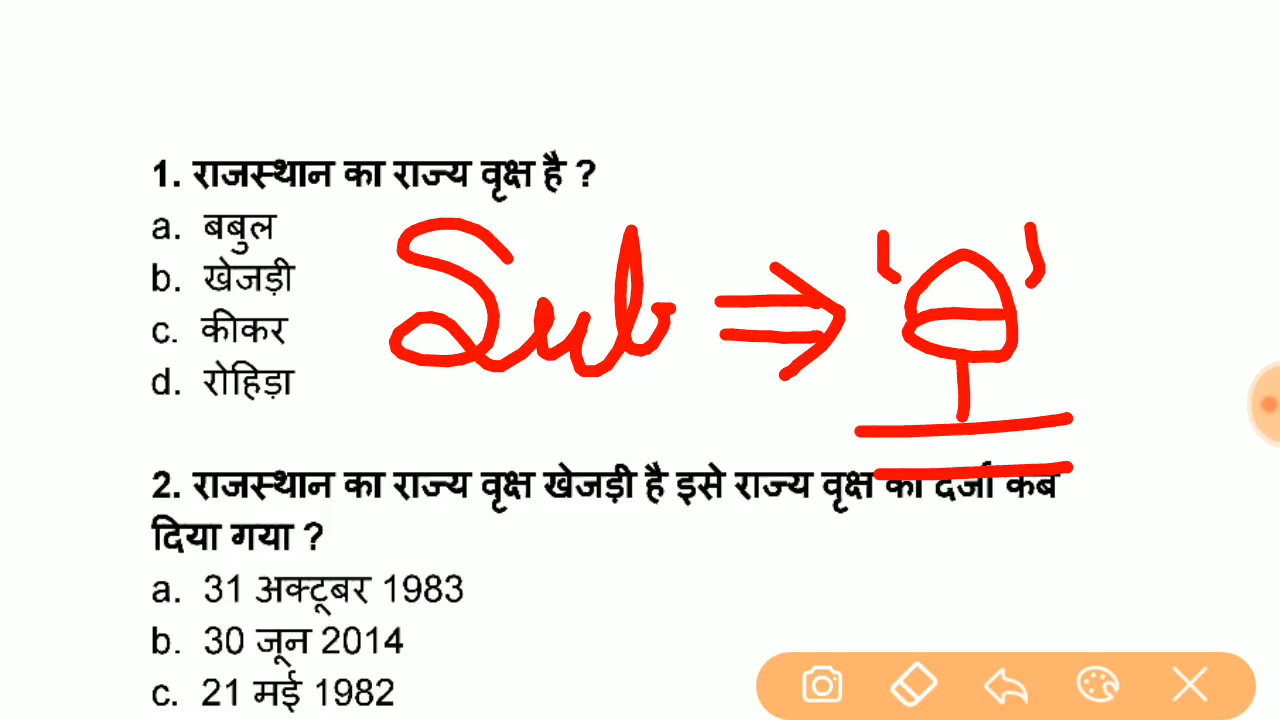 1. राजस्थान का राज्य वृक्ष है ?
a. बबुल
b. खेजड़ी
c. कीकर
d. रोहिड़ा
Sub
2. राजस्थान का राज्य वृक्ष खेजड़ी है इसे राज्य वृक्ष का दर्जा कब
दिया गया ?
a. 31 अक्टूबर 1983
b. 30 जून 2014
c. 21 मई 1982